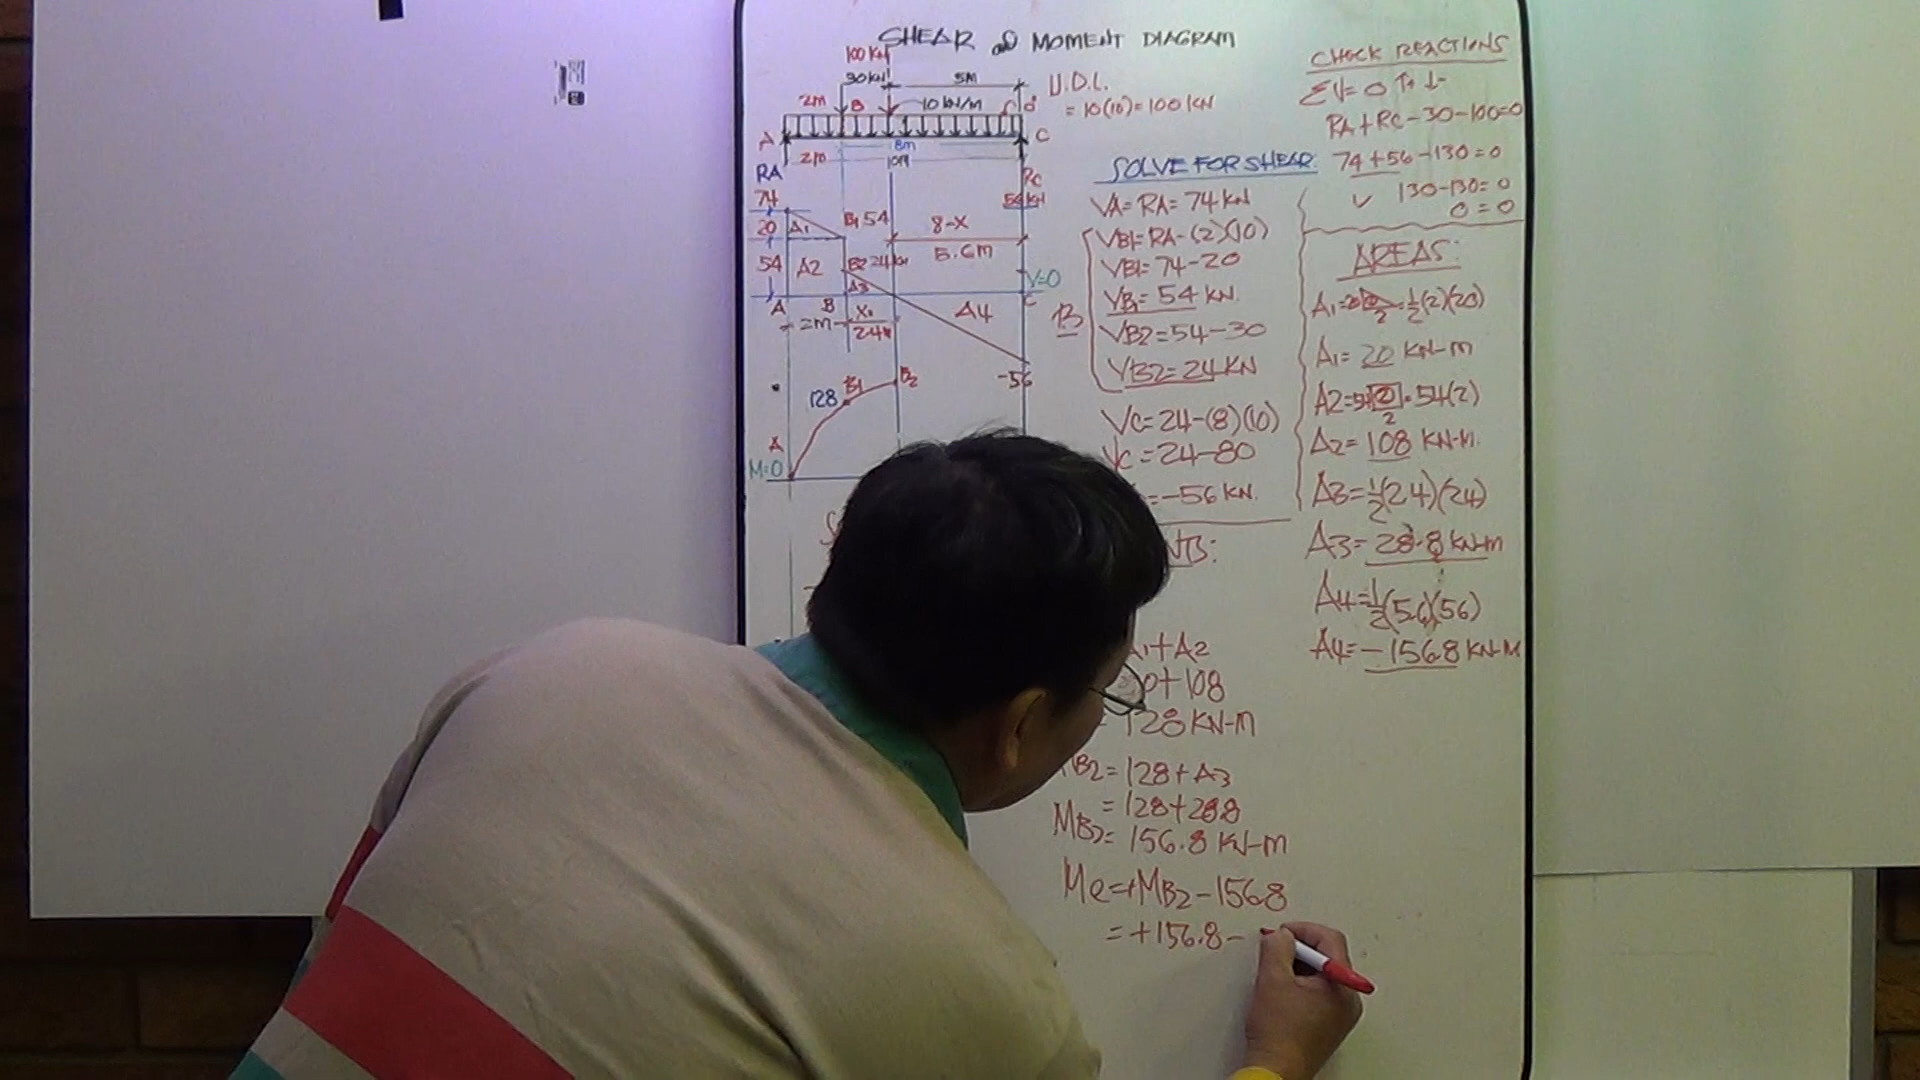 SHEAR and MOMENT DIAGRAM
100 KN
30 KN
5M
2M
B
10 KN/M
U.D.L.
= 10(10) = 100 KN
A
C
2M
8m
10M
RA
74
RC
56 KN
20
A1
B1 54
8-X
5.6M
54
A2
B2 24 KN
V=0
A3
A
B
X
A4
C
2M
2.4M
-56
128
B1
B2
A
M=0
SOLVE FOR SHEAR
VA = RA = 74 KN
VB1 = RA - (2)(10)
VB1 = 74-20
VB1 = 54 KN
B
VB2 = 54-30
VB2 = 24 KN
VC = 24-(8)(10)
VC = 24-80
= -56 KN.
A1+A2
+108
128 KN-M
B2 = 128 + A3
= 128 + 28.8
MB2 = 156.8 KN-M
Mc = +MB2 - 156.8
= +156.8 -
CHECK REACTIONS
ΣV = 0 ↑+ ↓-
RA + RC - 30 - 100 = 0
74 + 56 - 130 = 0
130 - 130 = 0
0 = 0
AREAS:
A1 = 1/2 (2)(20)
A1 = 20 KN-M
A2 = 54(2)
A2 = 108 KN-M.
A3 = 1/2 (2.4)(24)
A3 = 28.8 KN-M
A4 = 1/2 (5.6)(56)
A4 = -156.8 KN-M